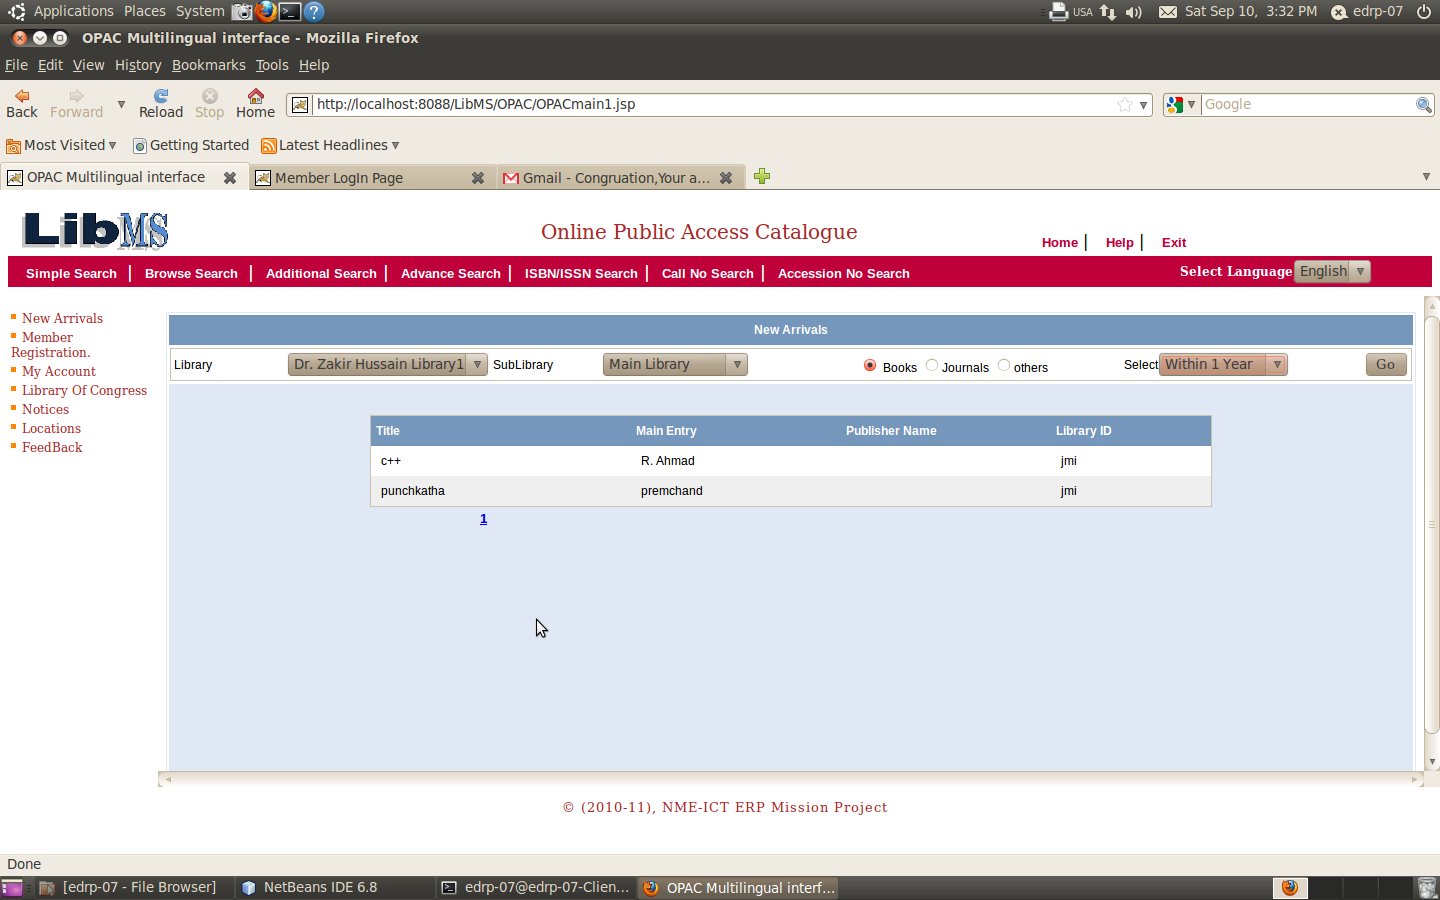 Applications Places System USA Sat Sep 10, 3:32 PM edrp-07
OPAC Multilingual interface - Mozilla Firefox
File Edit View History Bookmarks Tools Help
Back Forward Reload Stop Home http://localhost:8088/LibMS/OPAC/OPACmain1.jsp Google
Most Visited Getting Started Latest Headlines
OPAC Multilingual interface Member LogIn Page Gmail - Congruation,Your a...
LibMS Online Public Access Catalogue
Home Help Exit
Simple Search Browse Search Additional Search Advance Search ISBN/ISSN Search Call No Search Accession No Search Select Language English
New Arrivals
Member
Registration.
My Account
Library Of Congress
Notices
Locations
FeedBack
New Arrivals
Library Dr. Zakir Hussain Library1 SubLibrary Main Library Books Journals others Select Within 1 Year Go
Title Main Entry Publisher Name Library ID
c++ R. Ahmad jmi
punchkatha premchand jmi
1
© (2010-11), NME-ICT ERP Mission Project
Done
[edrp-07 - File Browser] NetBeans IDE 6.8 edrp-07@edrp-07-Clien... OPAC Multilingual interf...